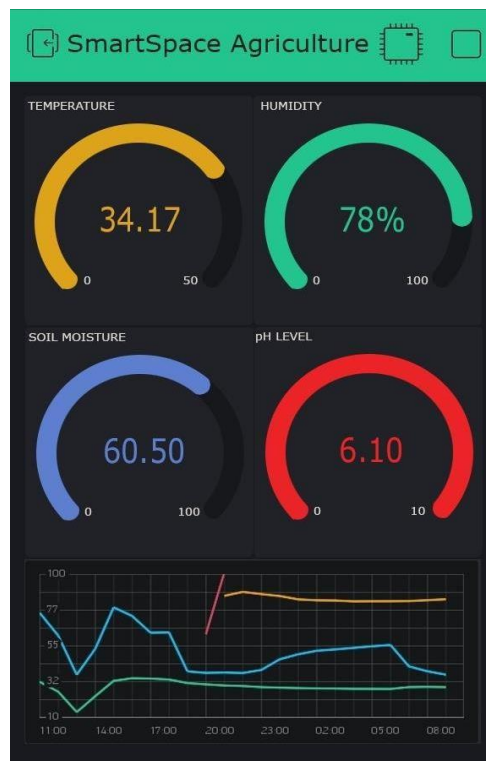 SmartSpace Agriculture
TEMPERATURE
34.17
0 50
HUMIDITY
78%
0 100
SOIL MOISTURE
60.50
0 100
pH LEVEL
6.10
0 10
100
77
55
32
10
11:00 14:00 17:00 20:00 23:00 02:00 05:00 08:00